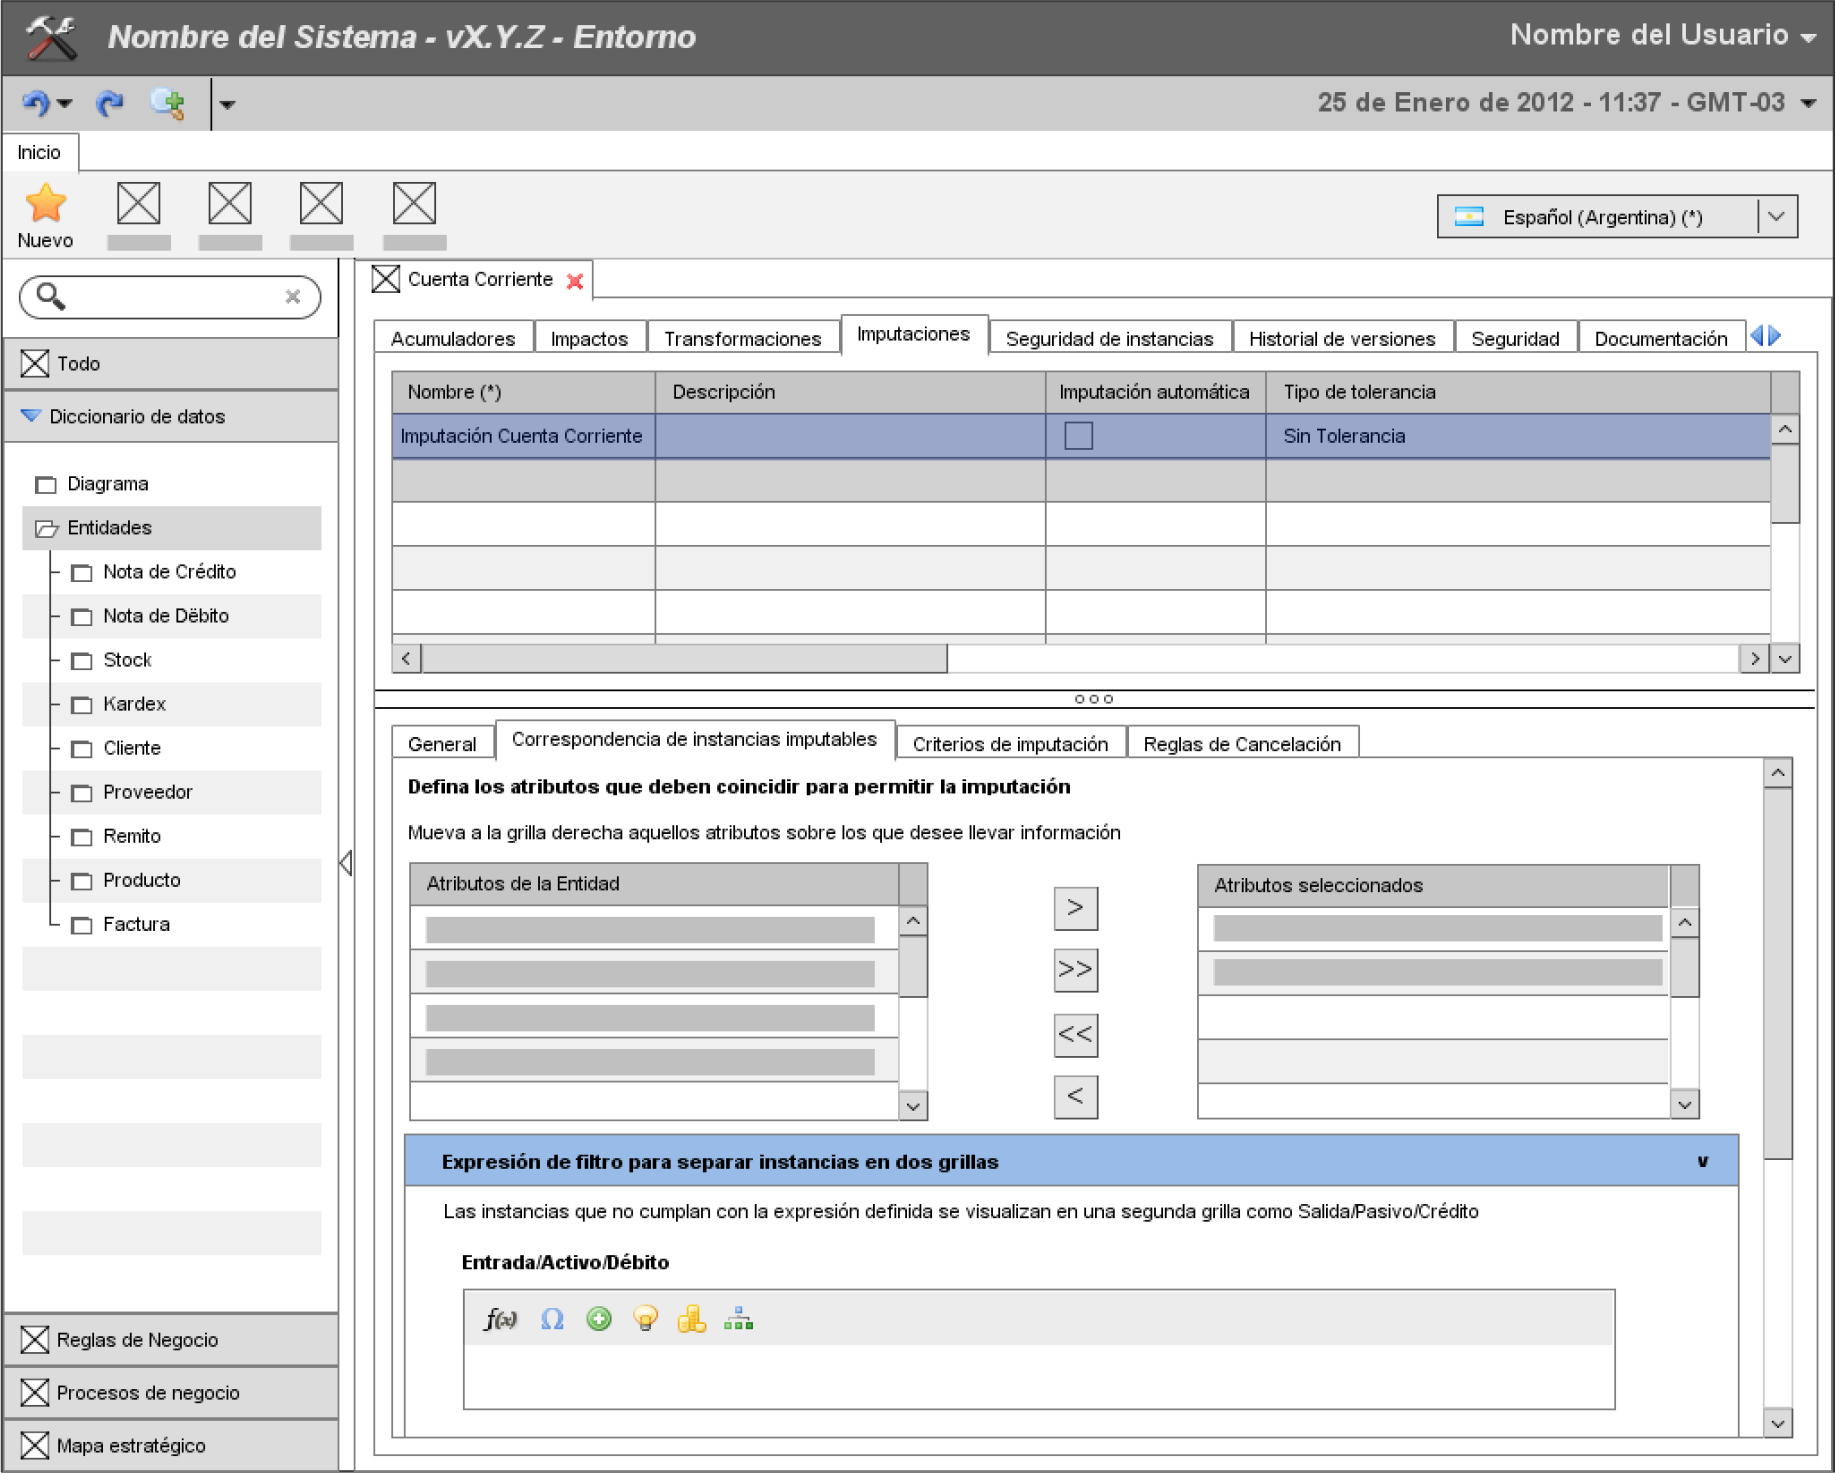 Nombre del Sistema - vX.Y.Z - Entorno
Nombre del Usuario
25 de Enero de 2012 - 11:37 - GMT-03
Inicio
Nuevo
Español (Argentina) (*)
Cuenta Corriente
Todo
Diccionario de datos
Diagrama
Entidades
Nota de Crédito
Nota de Dëbito
Stock
Kardex
Cliente
Proveedor
Remito
Producto
Factura
Reglas de Negocio
Procesos de negocio
Mapa estratégico
Acumuladores Impactos Transformaciones Imputaciones Seguridad de instancias Historial de versiones Seguridad Documentación
Nombre (*) Descripción Imputación automática Tipo de tolerancia
Imputación Cuenta Corriente Sin Tolerancia
General Correspondencia de instancias imputables Criterios de imputación Reglas de Cancelación
Defina los atributos que deben coincidir para permitir la imputación
Mueva a la grilla derecha aquellos atributos sobre los que desee llevar información
Atributos de la Entidad
>
>>
<<
<
Atributos seleccionados
Expresión de filtro para separar instancias en dos grillas v
Las instancias que no cumplan con la expresión definida se visualizan en una segunda grilla como Salida/Pasivo/Crédito
Entrada/Activo/Débito
f(x) Ω